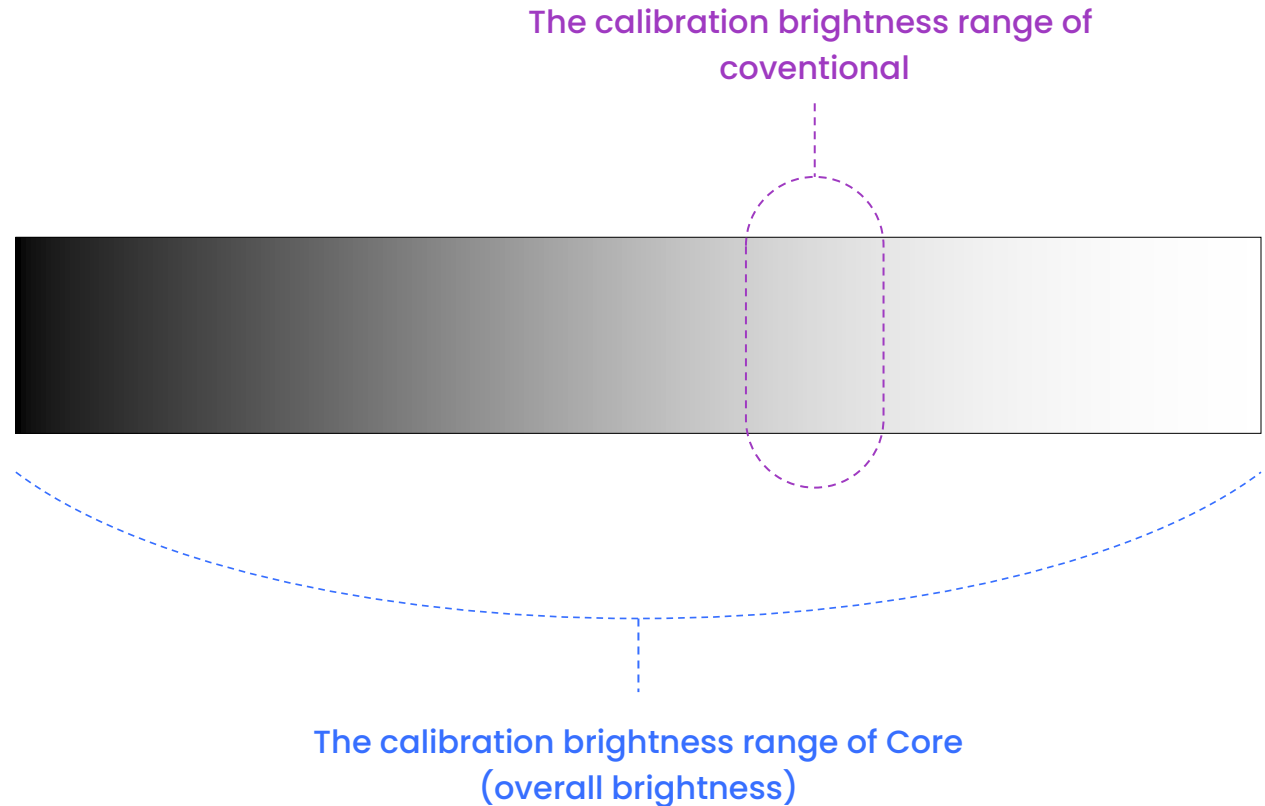 The calibration brightness range of
coventional
The calibration brightness range of Core
(overall brightness)